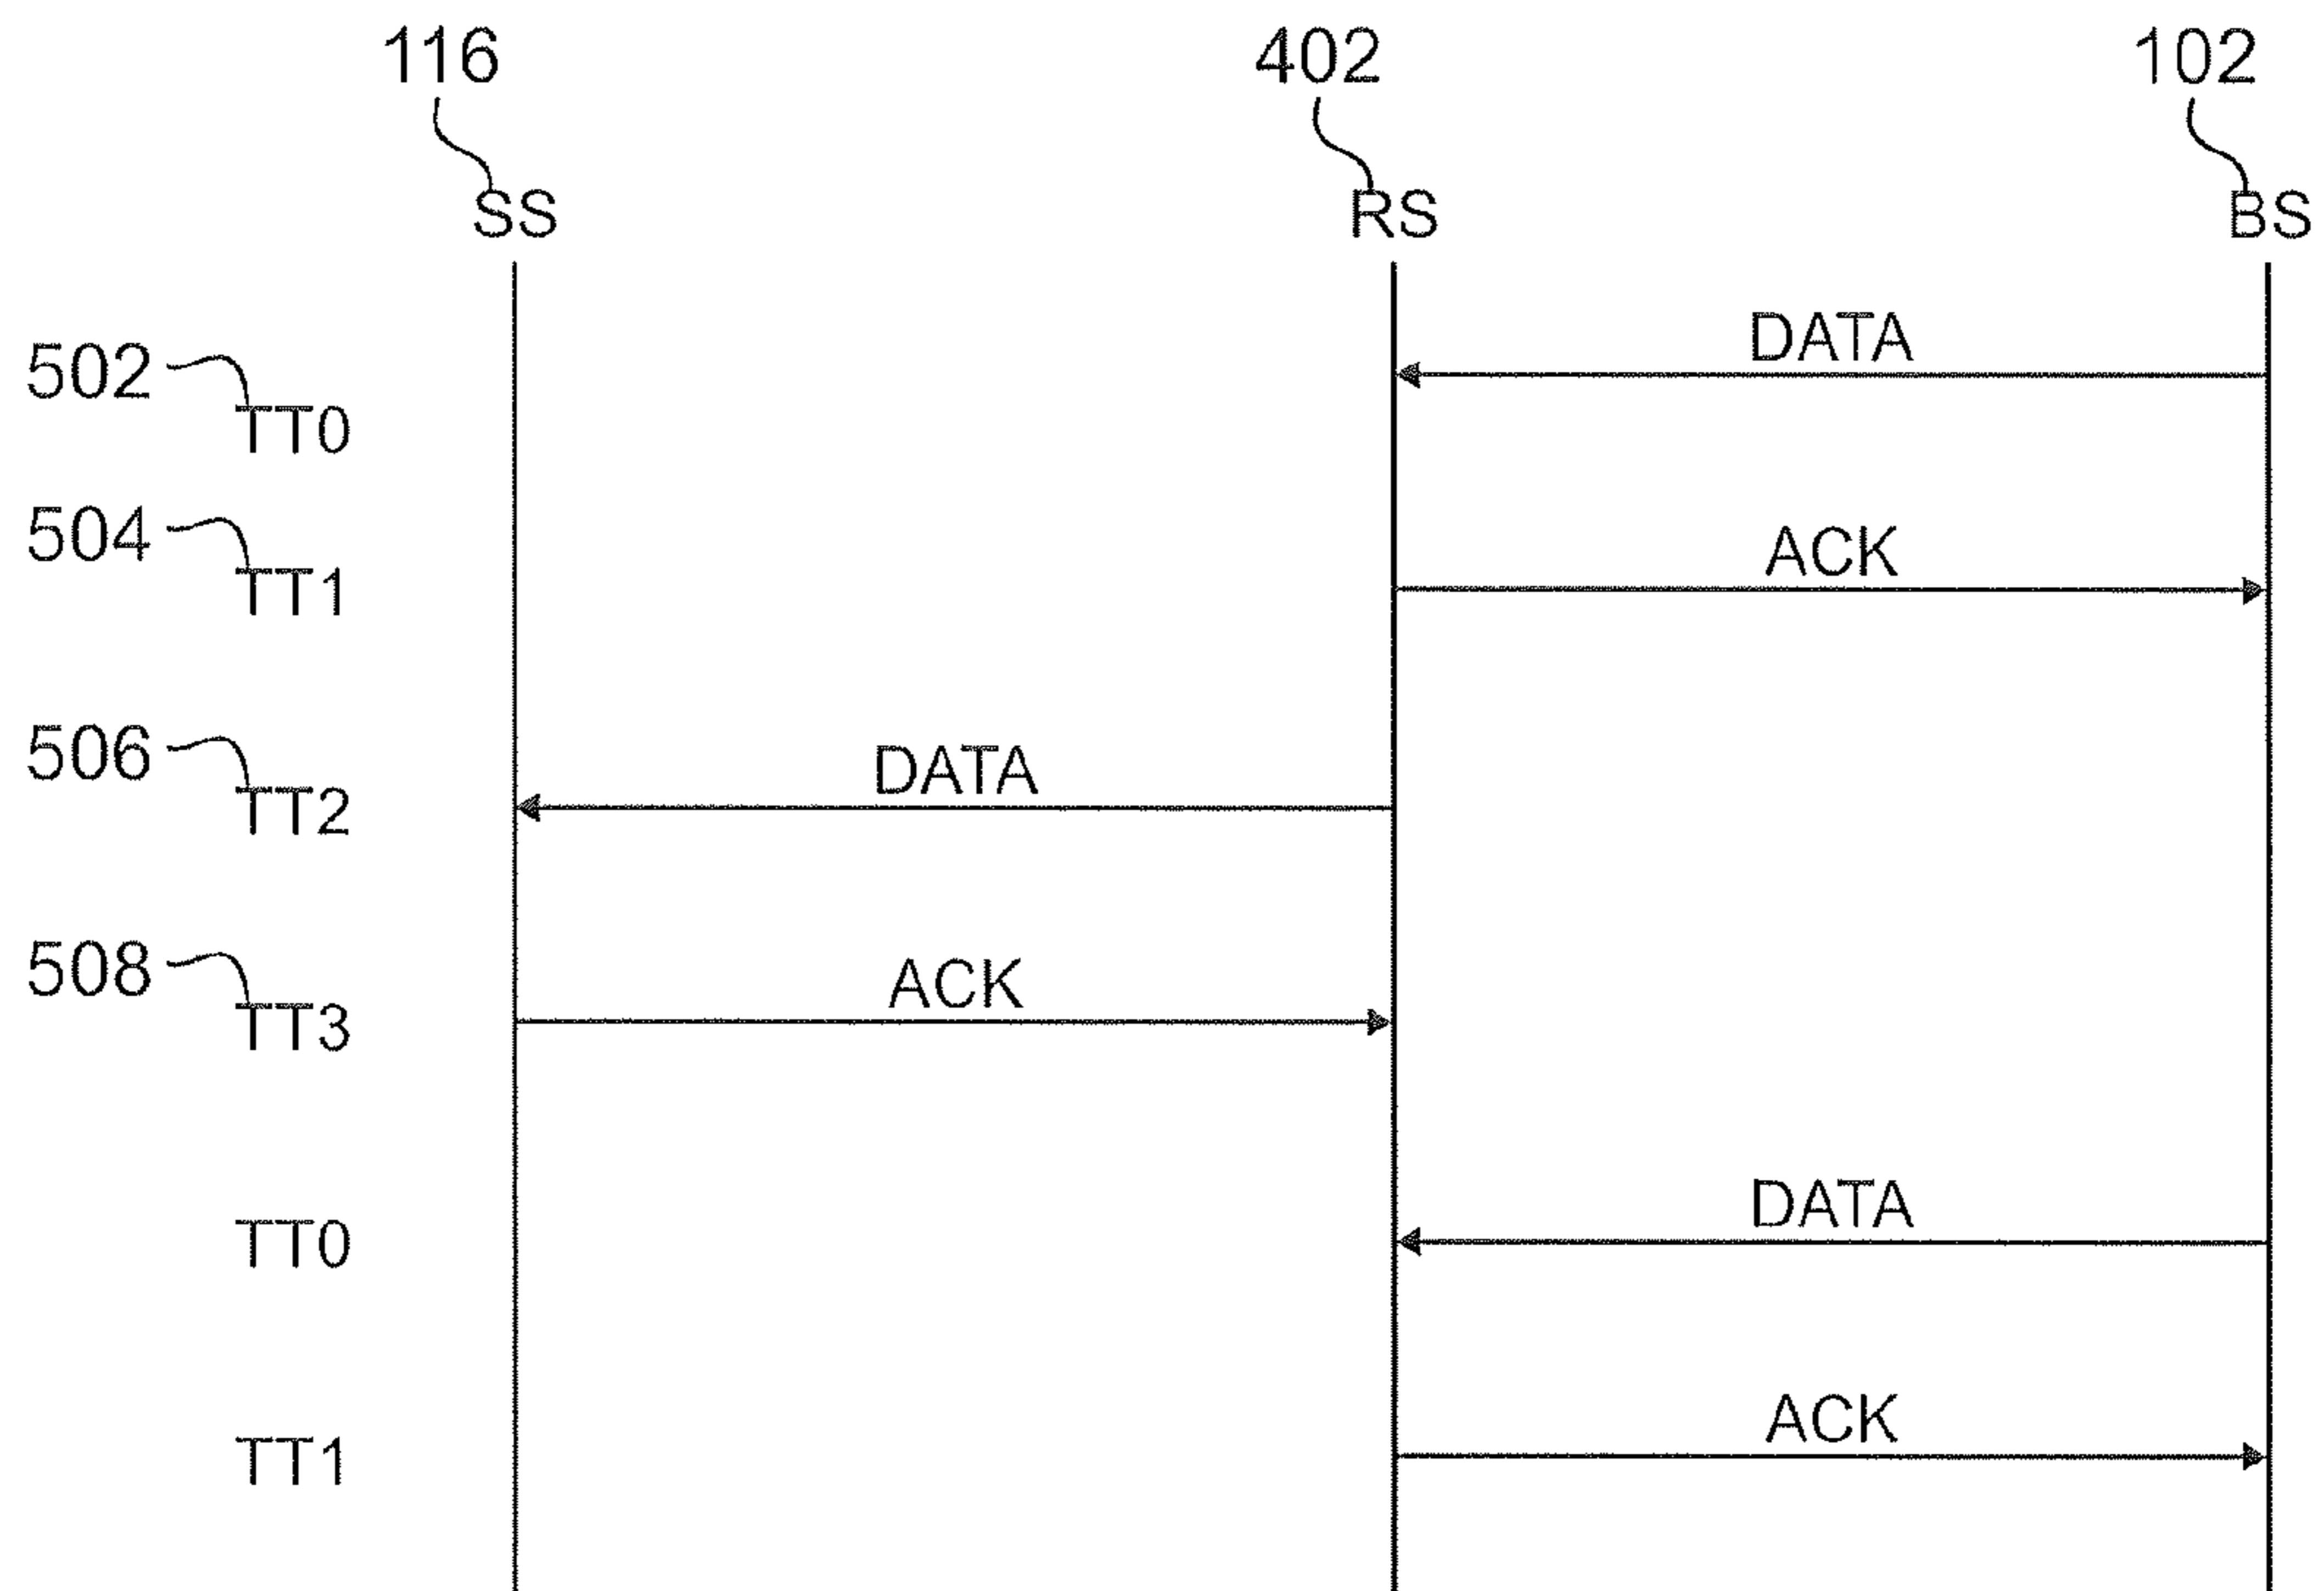 116 402 102
SS RS BS
DATA
502
TT0
504
ACK
TT1
506
DATA
TT2
508
ACK
TT3
DATA
TT0
ACK
TT1